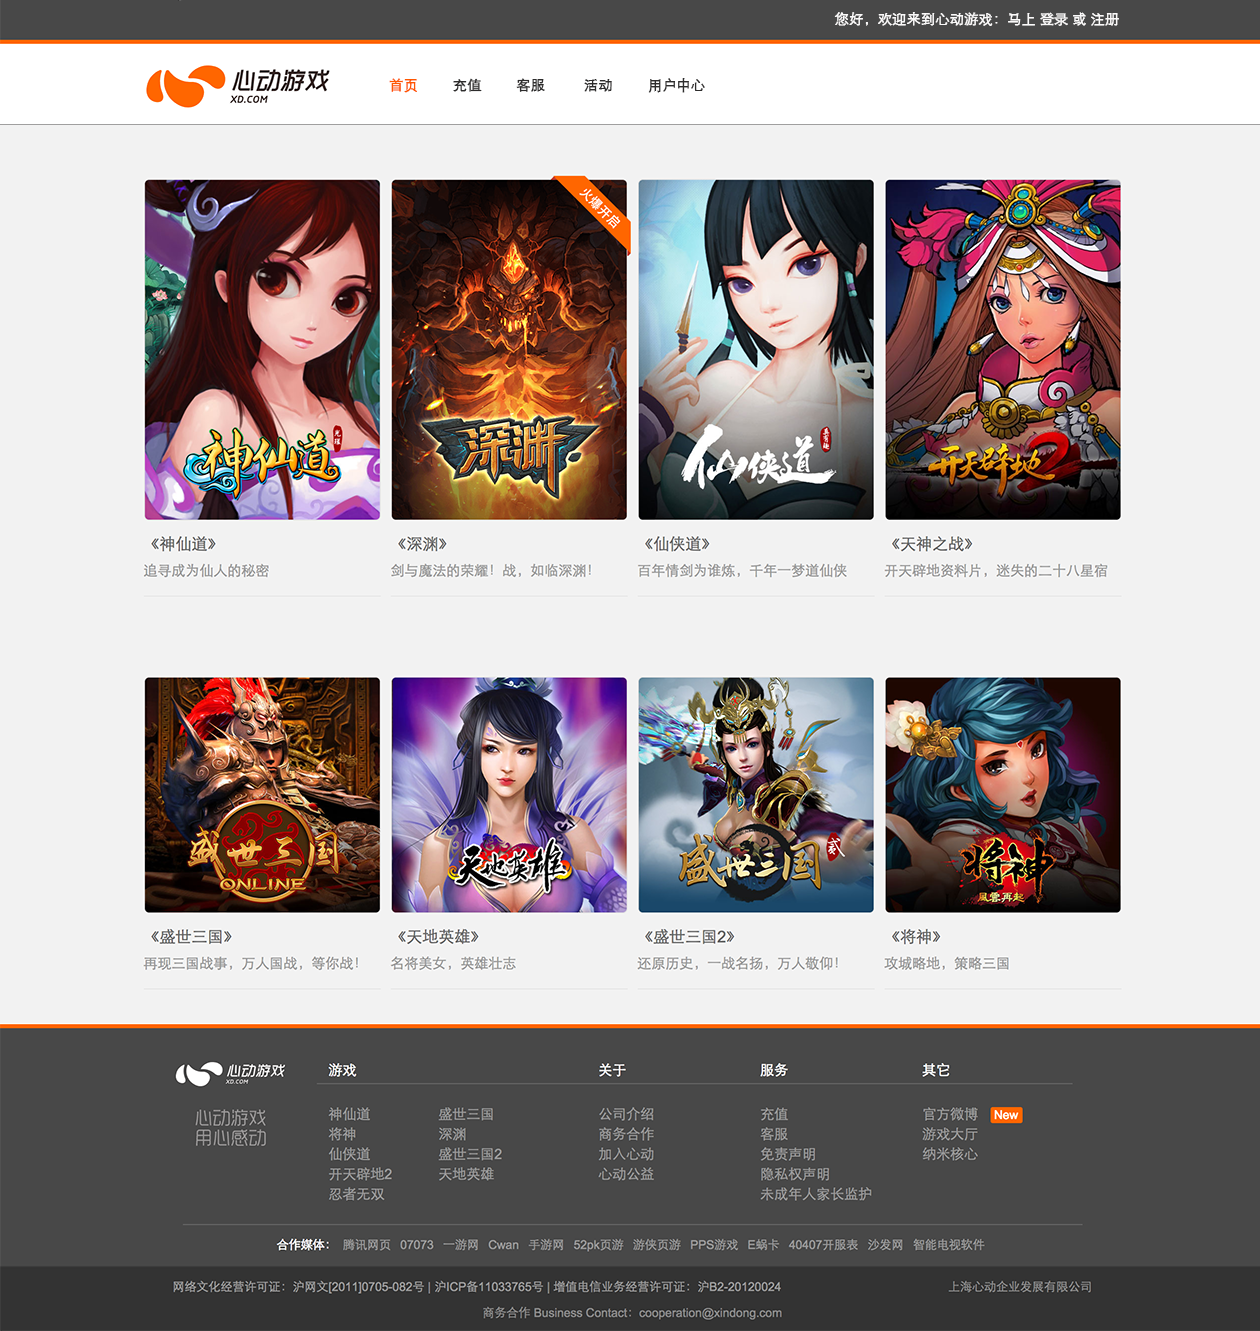 您好，欢迎来到心动游戏：马上 登录 或 注册
心动游戏
XD.COM
首页 充值 客服 活动 用户中心
火爆开启
神仙道
深渊
仙侠道
开天辟地2
《神仙道》
追寻成为仙人的秘密
《深渊》
剑与魔法的荣耀！战，如临深渊！
《仙侠道》
百年情剑为谁炼，千年一梦道仙侠
《天神之战》
开天辟地资料片，迷失的二十八星宿
盛世三国
ONLINE
天地英雄
盛世三国
贰
将神
風雲再起
《盛世三国》
再现三国战事，万人国战，等你战！
《天地英雄》
名将美女，英雄壮志
《盛世三国2》
还原历史，一战名扬，万人敬仰！
《将神》
攻城略地，策略三国
心动游戏
XD.COM
心动游戏
用心感动
游戏
神仙道 盛世三国
将神 深渊
仙侠道 盛世三国2
开天辟地2 天地英雄
忍者无双
关于
公司介绍
商务合作
加入心动
心动公益
服务
充值
客服
免责声明
隐私权声明
未成年人家长监护
其它
官方微博 New
游戏大厅
纳米核心
合作媒体： 腾讯网页 07073 一游网 Cwan 手游网 52pk页游 游侠页游 PPS游戏 E蜗卡 40407开服表 沙发网 智能电视软件
网络文化经营许可证：沪网文[2011]0705-082号 | 沪ICP备11033765号 | 增值电信业务经营许可证：沪B2-20120024 上海心动企业发展有限公司
商务合作 Business Contact：cooperation@xindong.com